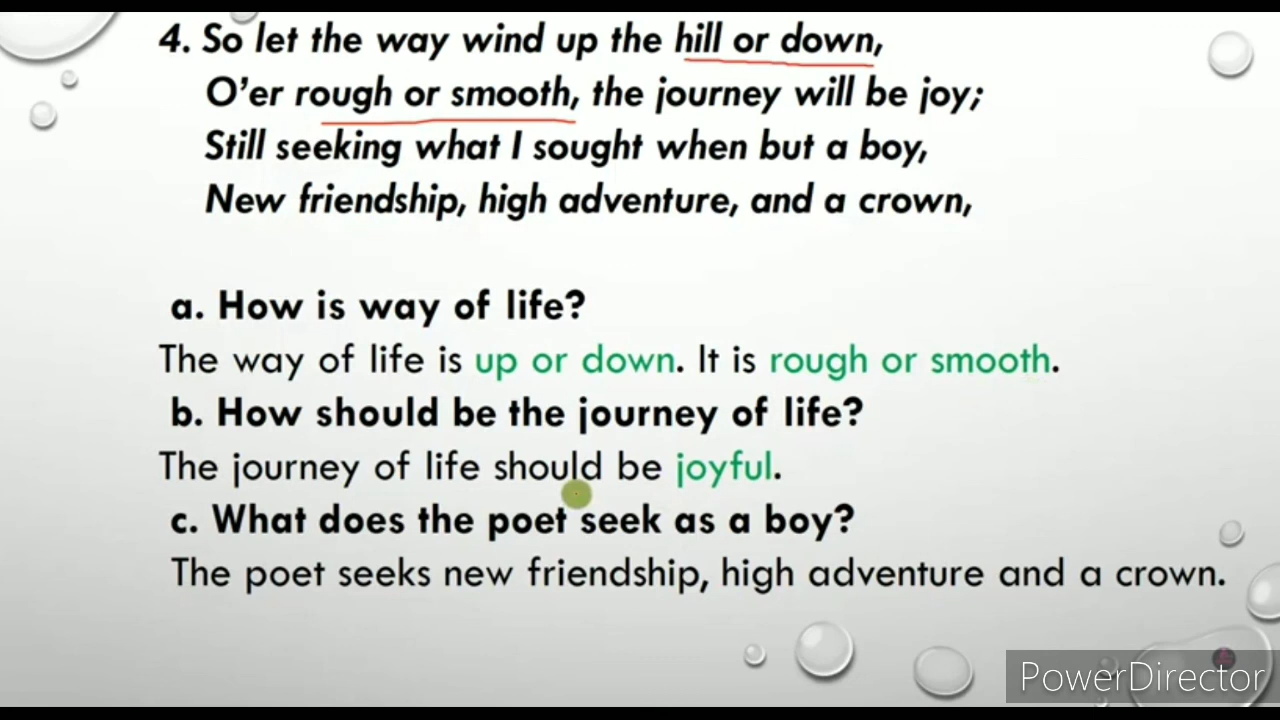 4. So let the way wind up the hill or down,
O'er rough or smooth, the journey will be joy;
Still seeking what I sought when but a boy,
New friendship, high adventure, and a crown,
a. How is way of life?
The way of life is up or down. It is rough or smooth.
b. How should be the journey of life?
The journey of life should be joyful.
c. What does the poet seek as a boy?
The poet seeks new friendship, high adventure and a crown.
PowerDirector